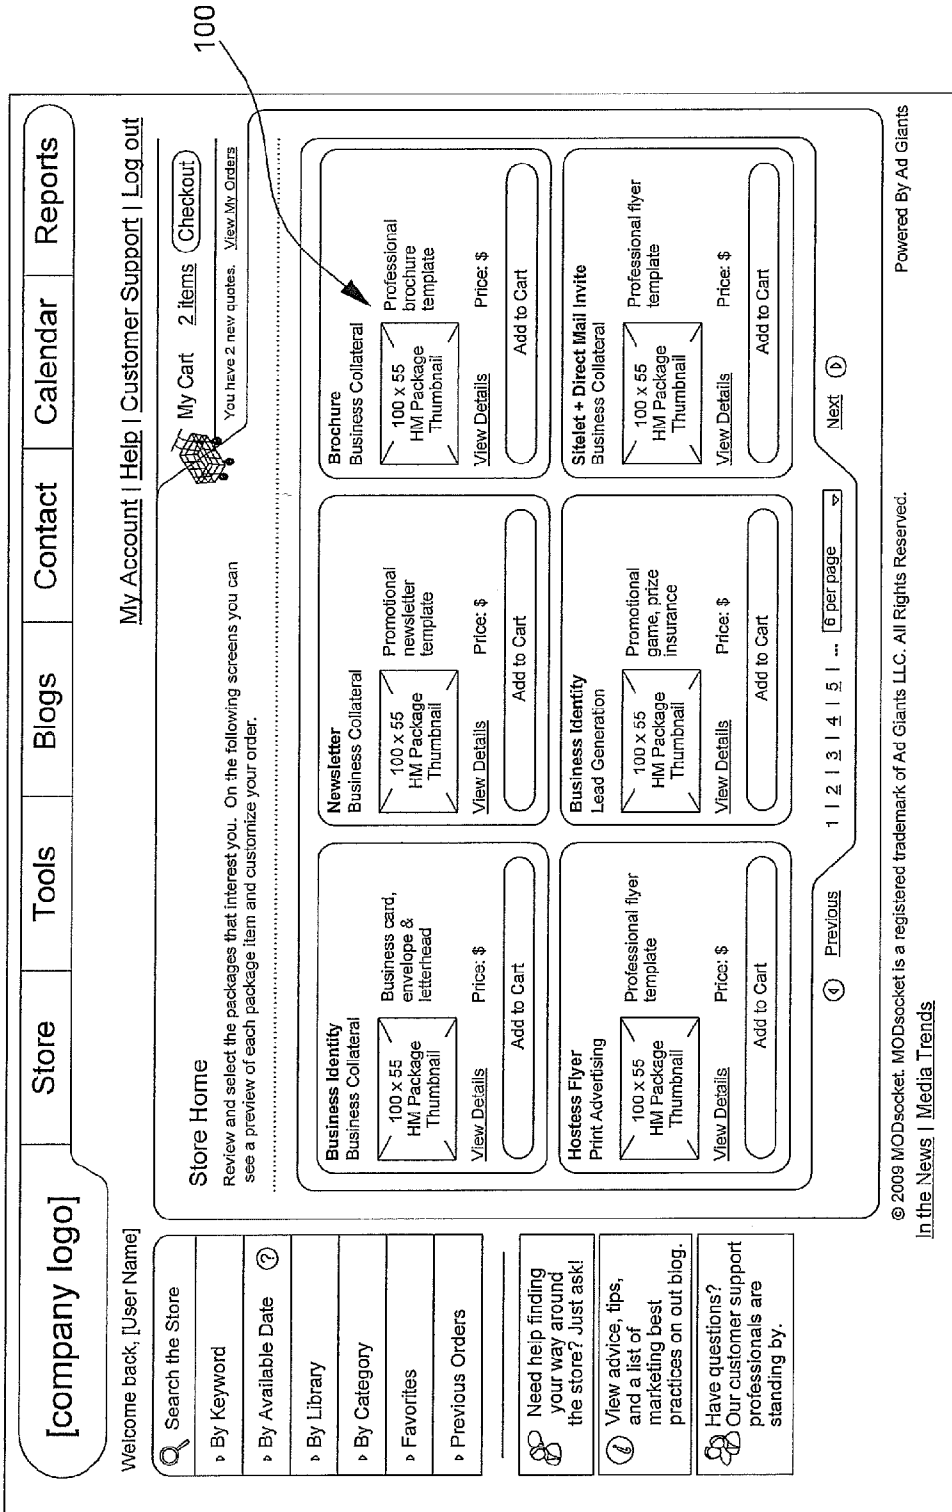 100
[company logo]
Store
Tools
Blogs
Contact
Calendar
Reports
Welcome back, [User Name]
My Account | Help | Customer Support | Log out
Search the Store
By Keyword
By Available Date ?
By Library
By Category
Favorites
Previous Orders
Need help finding
your way around
the store? Just ask!
i View advice, tips,
and a list of
marketing best
practices on out blog.
Have questions?
Our customer support
professionals are
standing by.
My Cart 2 items Checkout
You have 2 new quotes. View My Orders
Store Home
Review and select the packages that interest you. On the following screens you can
see a preview of each package item and customize your order.
Business Identity
Business Collateral
100 x 55
HM Package
Thumbnail
Business card,
envelope &
letterhead
View Details
Price: $
Add to Cart
Newsletter
Business Collateral
100 x 55
HM Package
Thumbnail
Promotional
newsletter
template
View Details
Price: $
Add to Cart
Brochure
Business Collateral
100 x 55
HM Package
Thumbnail
Professional
brochure
template
View Details
Price: $
Add to Cart
Hostess Flyer
Print Advertising
100 x 55
HM Package
Thumbnail
Professional flyer
template
View Details
Price: $
Add to Cart
Business Identity
Lead Generation
100 x 55
HM Package
Thumbnail
Promotional
game, prize
insurance
View Details
Price: $
Add to Cart
Sitelet + Direct Mail Invite
Business Collateral
100 x 55
HM Package
Thumbnail
Professional flyer
template
View Details
Price: $
Add to Cart
Previous
1 | 2 | 3 | 4 | 5 | ... 6 per page
Next
© 2009 MODsocket. MODsocket is a registered trademark of Ad Giants LLC. All Rights Reserved.
Powered By Ad Giants
In the News | Media Trends